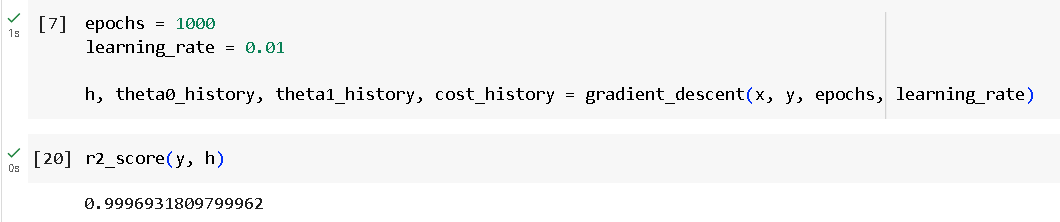 [7] epochs = 1000
1s learning_rate = 0.01
h, theta0_history, theta1_history, cost_history = gradient_descent(x, y, epochs, learning_rate)
[20] r2_score(y, h)
0s
0.9996931809799962